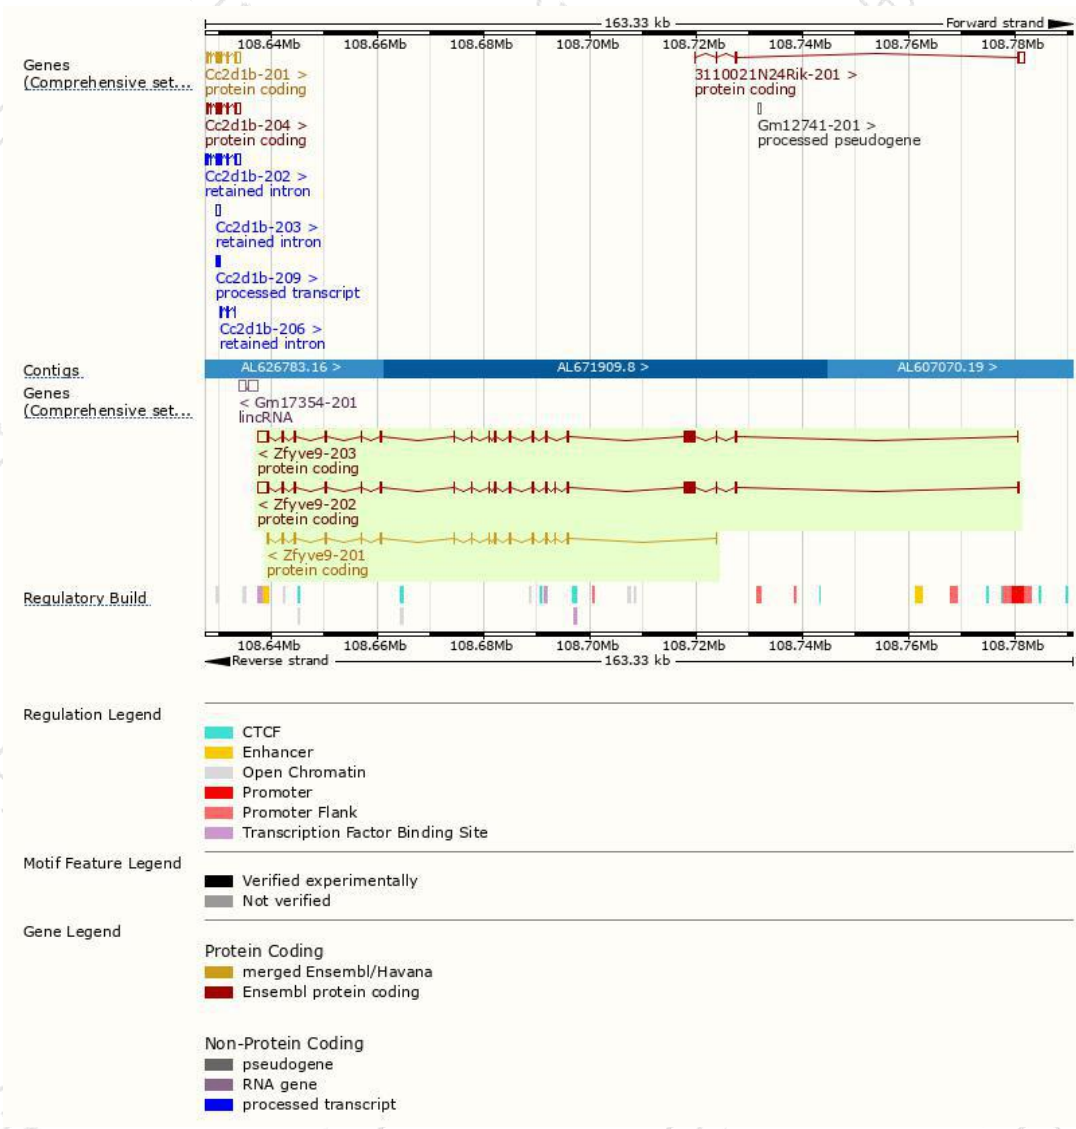 163.33 kb Forward strand
108.64Mb 108.66Mb 108.68Mb 108.70Mb 108.72Mb 108.74Mb 108.76Mb 108.78Mb
Genes
(Comprehensive set...
Cc2d1b-201 >
protein coding
3110021N24Rik-201 >
protein coding
Cc2d1b-204 >
protein coding
Gm12741-201 >
processed pseudogene
Cc2d1b-202 >
retained intron
Cc2d1b-203 >
retained intron
Cc2d1b-209 >
processed transcript
Cc2d1b-206 >
retained intron
Contigs
AL626783.16 > AL671909.8 > AL607070.19 >
Genes
(Comprehensive set...
< Gm17354-201
lincRNA
< Zfyve9-203
protein coding
< Zfyve9-202
protein coding
< Zfyve9-201
protein coding
Regulatory Build
108.64Mb 108.66Mb 108.68Mb 108.70Mb 108.72Mb 108.74Mb 108.76Mb 108.78Mb
Reverse strand 163.33 kb
Regulation Legend
CTCF
Enhancer
Open Chromatin
Promoter
Promoter Flank
Transcription Factor Binding Site
Motif Feature Legend
Verified experimentally
Not verified
Gene Legend
Protein Coding
merged Ensembl/Havana
Ensembl protein coding
Non-Protein Coding
pseudogene
RNA gene
processed transcript